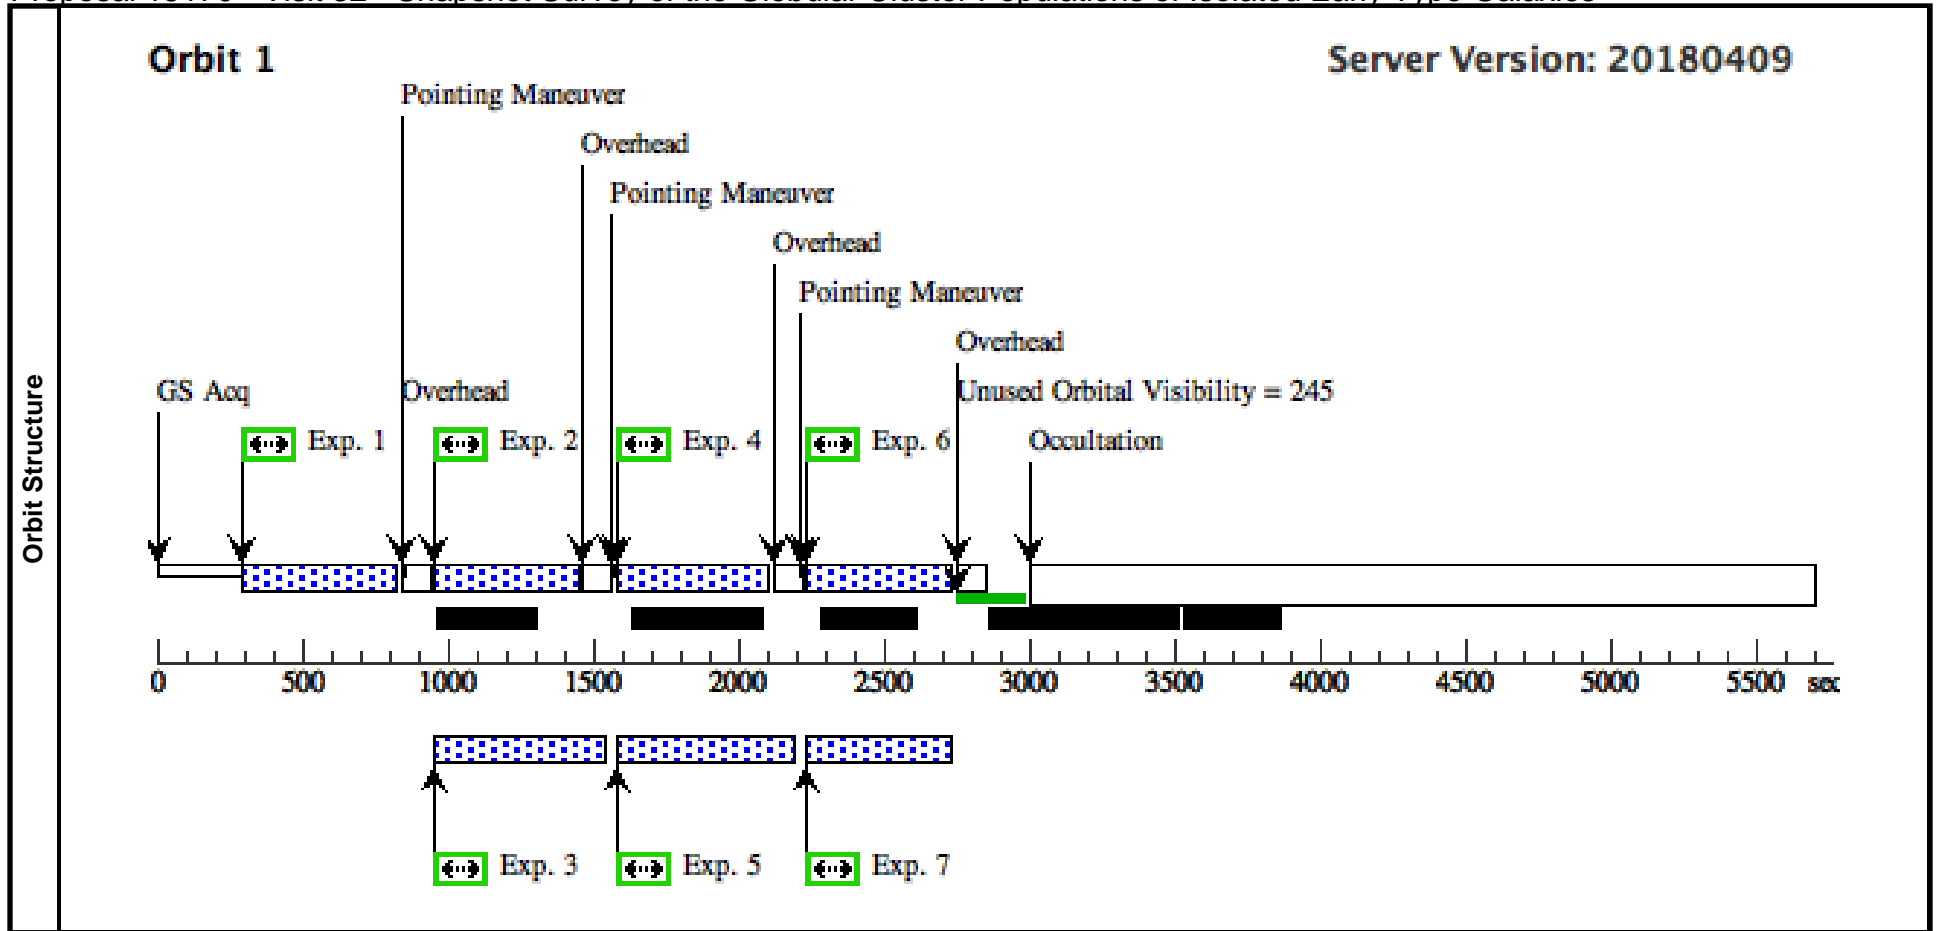 Orbit 1
Server Version: 20180409
Pointing Maneuver
Overhead
Pointing Maneuver
Overhead
Pointing Maneuver
Overhead
GS Acq
Overhead
Unused Orbital Visibility = 245
Exp. 1
Exp. 2
Exp. 4
Exp. 6
Occultation
Orbit Structure
0 500 1000 1500 2000 2500 3000 3500 4000 4500 5000 5500 sec
Exp. 3
Exp. 5
Exp. 7